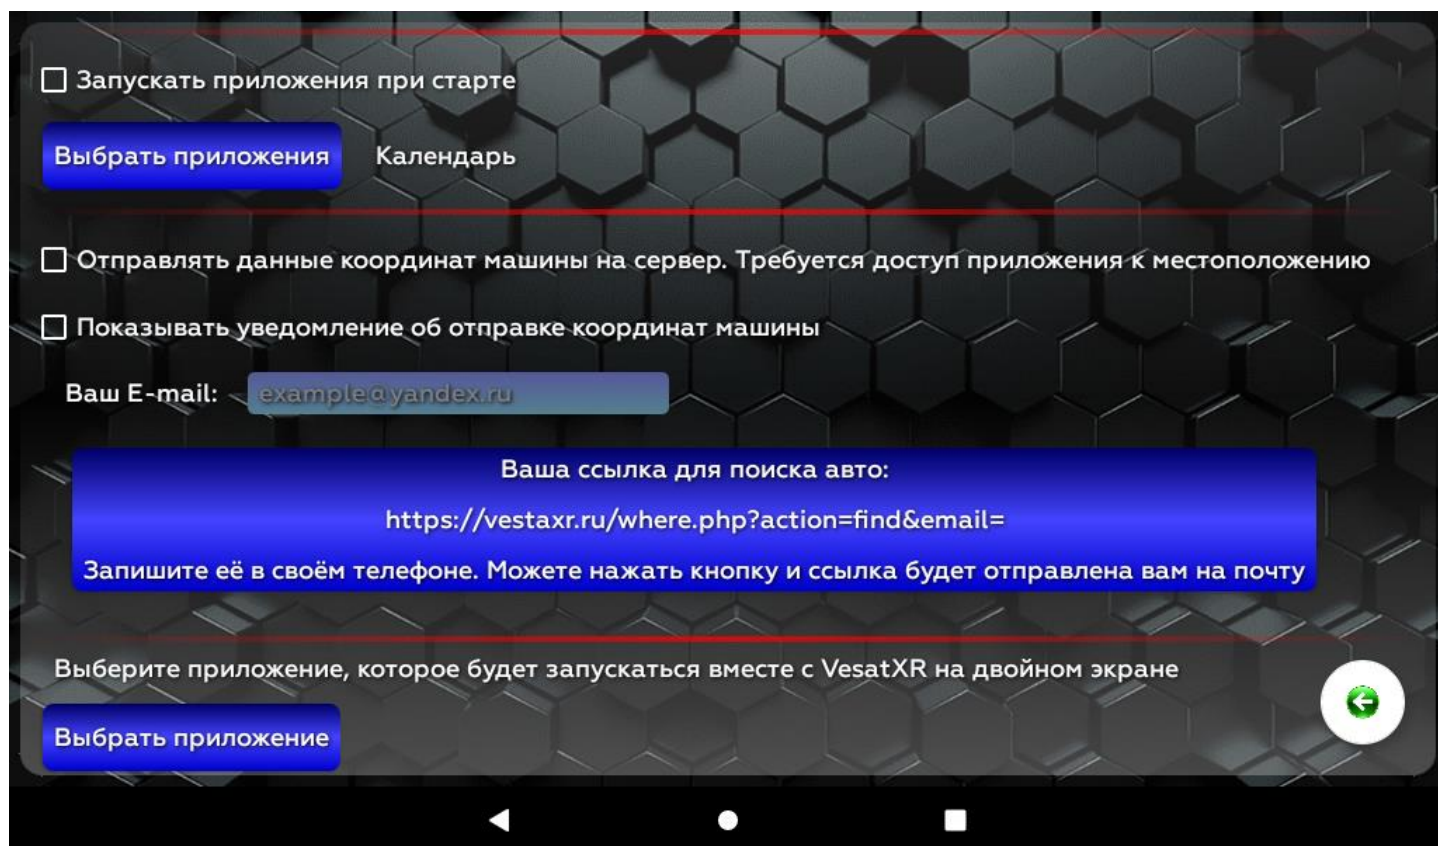 Запускать приложения при старте
Выбрать приложения Календарь
Отправлять данные координат машины на сервер. Требуется доступ приложения к местоположению
Показывать уведомление об отправке координат машины
Ваш E-mail: example@yandex.ru
Ваша ссылка для поиска авто:
https://vestaxr.ru/where.php?action=find&email=
Запишите её в своём телефоне. Можете нажать кнопку и ссылка будет отправлена вам на почту
Выберите приложение, которое будет запускаться вместе с VesatXR на двойном экране
Выбрать приложение